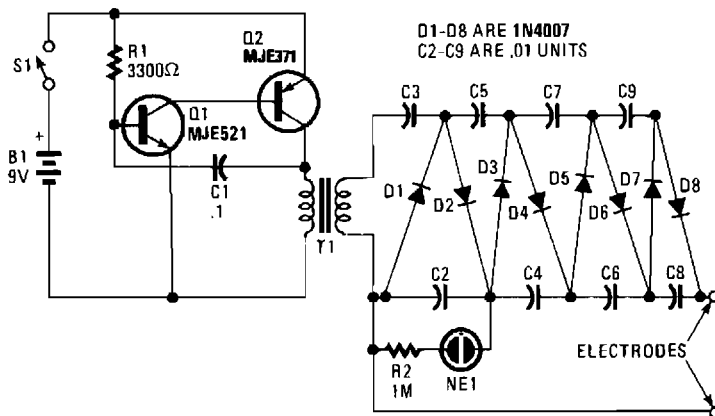 D1-D8 ARE 1N4007
C2-C9 ARE .01 UNITS
S1
R1
3300Ω
Q2
MJE371
Q1
MJE521
+
B1
9V
C1
.1
T1
C3
C5
C7
C9
D1
D2
D3
D4
D5
D6
D7
D8
C2
C4
C6
C8
R2
1M
NE1
ELECTRODES